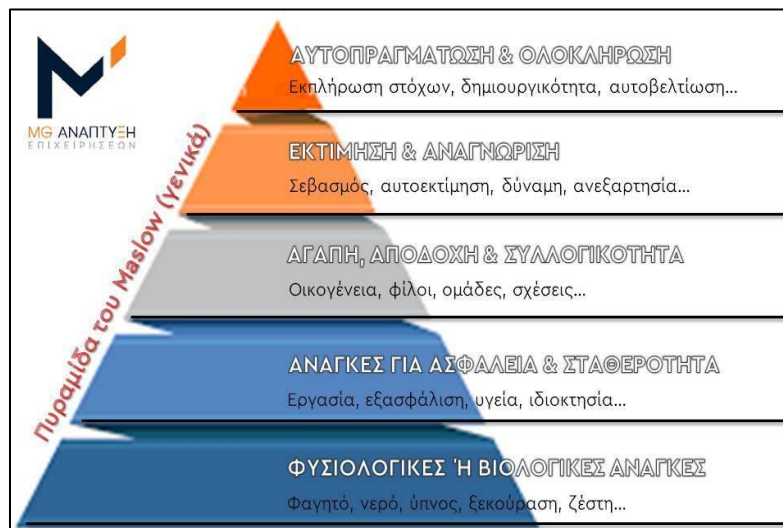 MG ΑΝΑΠΤΥΞΗ
ΕΠΙΧΕΙΡΗΣΕΩΝ
Πυραμίδα του Maslow (γενικά)
ΑΥΤΟΠΡΑΓΜΑΤΩΣΗ & ΟΛΟΚΛΗΡΩΣΗ
Εκπλήρωση στόχων, δημιουργικότητα, αυτοβελτίωση...
ΕΚΤΙΜΗΣΗ & ΑΝΑΓΝΩΡΙΣΗ
Σεβασμός, αυτοεκτίμηση, δύναμη, ανεξαρτησία...
ΑΓΑΠΗ, ΑΠΟΔΟΧΗ & ΣΥΛΛΟΓΙΚΟΤΗΤΑ
Οικογένεια, φίλοι, ομάδες, σχέσεις...
ΑΝΑΓΚΕΣ ΓΙΑ ΑΣΦΑΛΕΙΑ & ΣΤΑΘΕΡΟΤΗΤΑ
Εργασία, εξασφάλιση, υγεία, ιδιοκτησία...
ΦΥΣΙΟΛΟΓΙΚΕΣ Ή ΒΙΟΛΟΓΙΚΕΣ ΑΝΑΓΚΕΣ
Φαγητό, νερό, ύπνος, ξεκούραση, ζέστη...